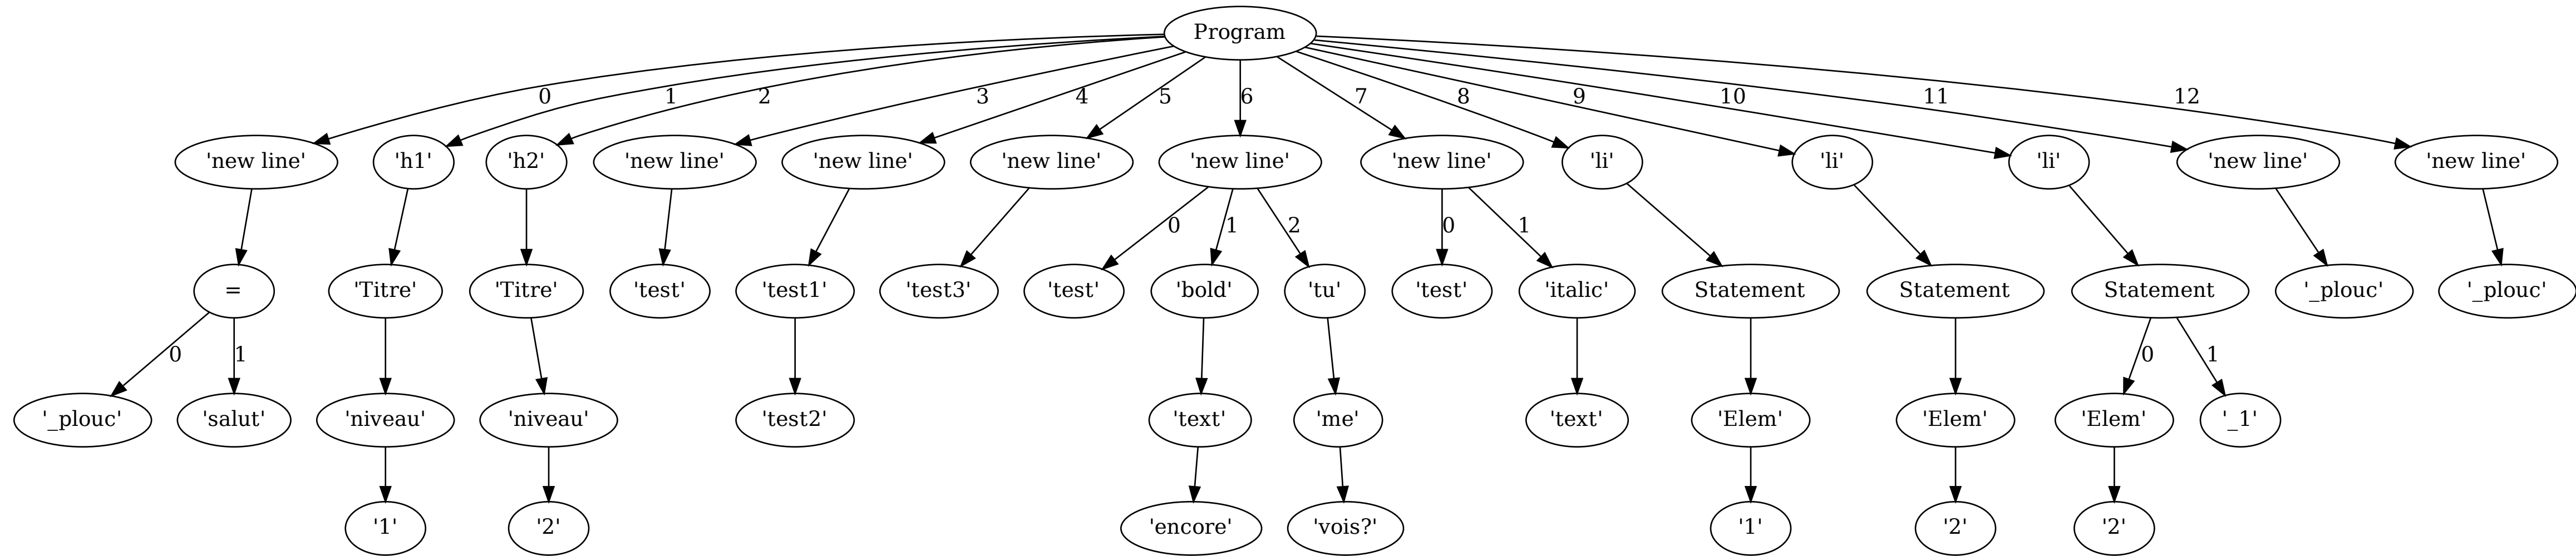 Program
0 1 2 3 4 5 6 7 8 9 10 11 12
'new line' 'h1' 'h2' 'new line' 'new line' 'new line' 'new line' 'new line' 'li' 'li' 'li' 'new line' 'new line'
0 1 2 0 1
= 'Titre' 'Titre' 'test' 'test1' 'test3' 'test' 'bold' 'tu' 'test' 'italic' Statement Statement Statement '_plouc' '_plouc'
0 1 0 1
'_plouc' 'salut' 'niveau' 'niveau' 'test2' 'text' 'me' 'text' 'Elem' 'Elem' 'Elem' '_1'
'1' '2' 'encore' 'vois?' '1' '2' '2'